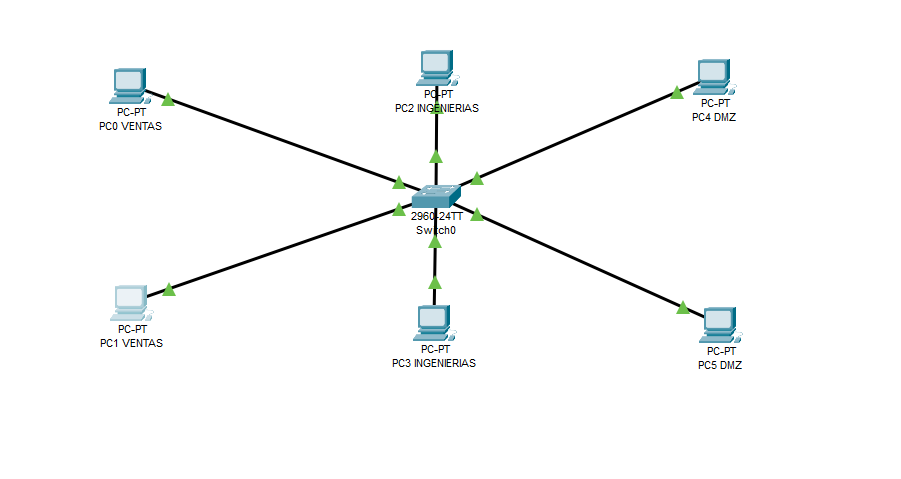 PC-PT
PC0 VENTAS
PC-PT
PC2 INGENIERIAS
PC-PT
PC4 DMZ
2960-24TT
Switch0
PC-PT
PC1 VENTAS
PC-PT
PC3 INGENIERIAS
PC-PT
PC5 DMZ